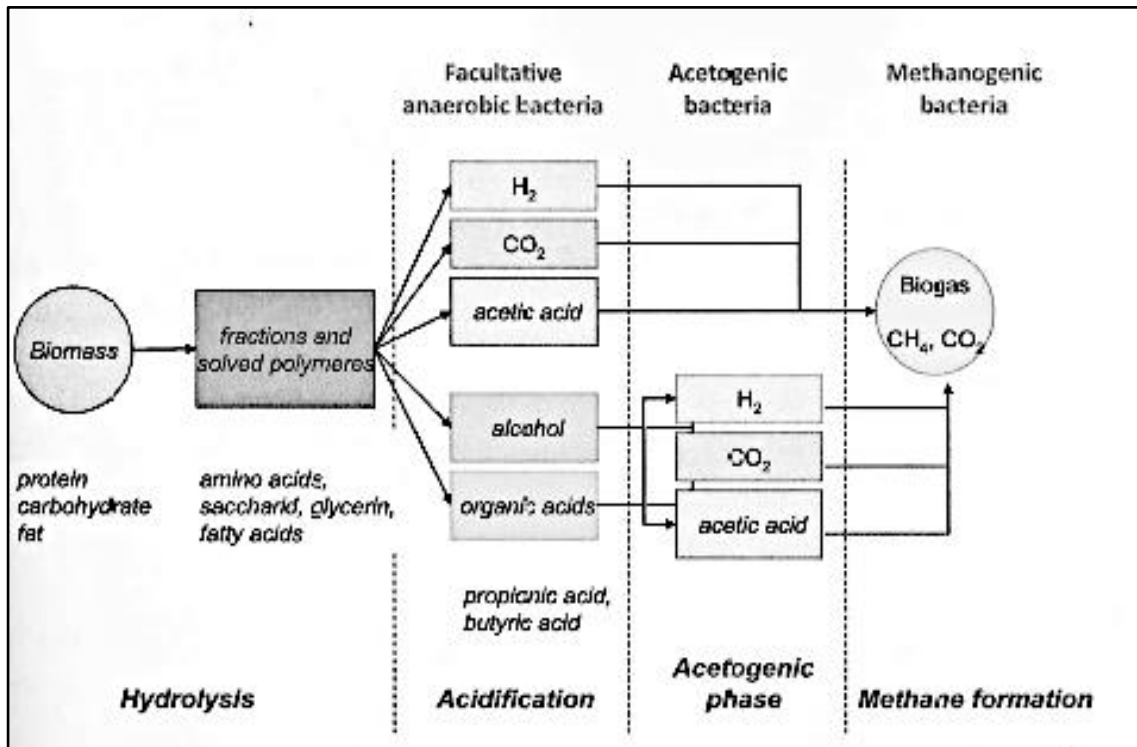 Facultative
anaerobic bacteria
Acetogenic
bacteria
Methanogenic
bacteria
Biomass
fractions and
solved polymeres
H₂
CO₂
acetic acid
alcohol
organic acids
H₂
CO₂
acetic acid
Biogas
CH₄, CO₂
protein
carbohydrate
fat
amino acids,
saccharid, glycerin,
fatty acids
propionic acid,
butyric acid
Hydrolysis
Acidification
Acetogenic
phase
Methane formation